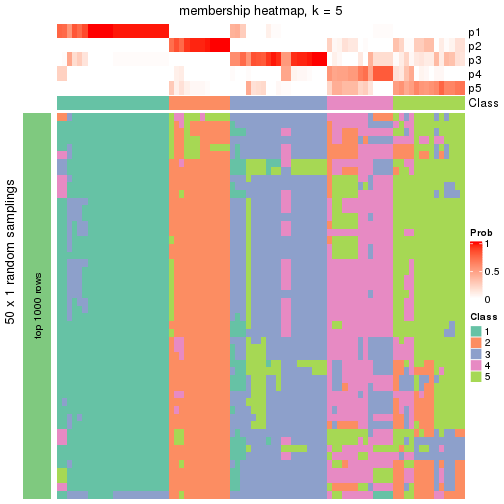 membership heatmap, k = 5
p1
p2
p3
p4
p5
Class
50 x 1 random samplings
top 1000 rows
Prob
1
0.5
0
Class
1
2
3
4
5